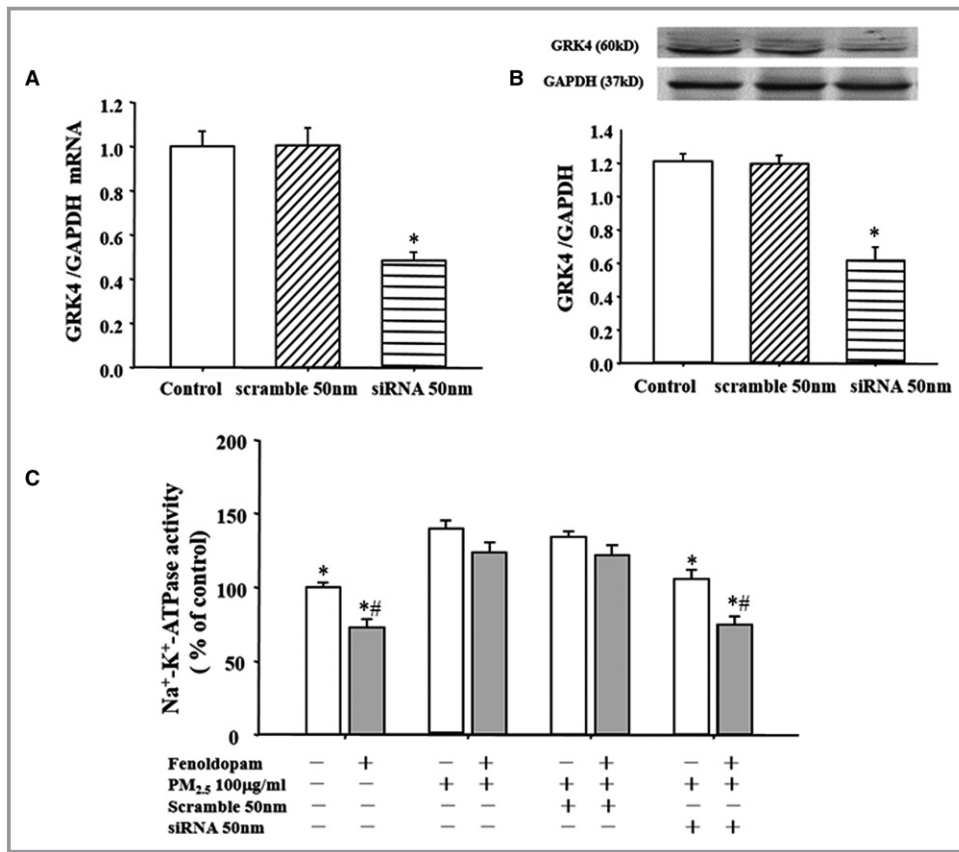 GRK4 (60kD)
A
B
GAPDH (37kD)
GRK4 /GAPDH mRNA
1.2
1.0
0.8
0.6
0.4
0.2
0.0
*
Control scramble 50nm siRNA 50nm
GRK4 /GAPDH
1.4
1.2
1.0
0.8
0.6
0.4
0.2
0.0
*
Control scramble 50nm siRNA 50nm
C
Na⁺-K⁺-ATPase activity
( % of control)
200
150
100
50
0
*
*#
*
*#
Fenoldopam − + − + − + − +
PM₂.₅ 100μg/ml − − + + + + + +
Scramble 50nm − − − − + + − −
siRNA 50nm − − − − − − + +